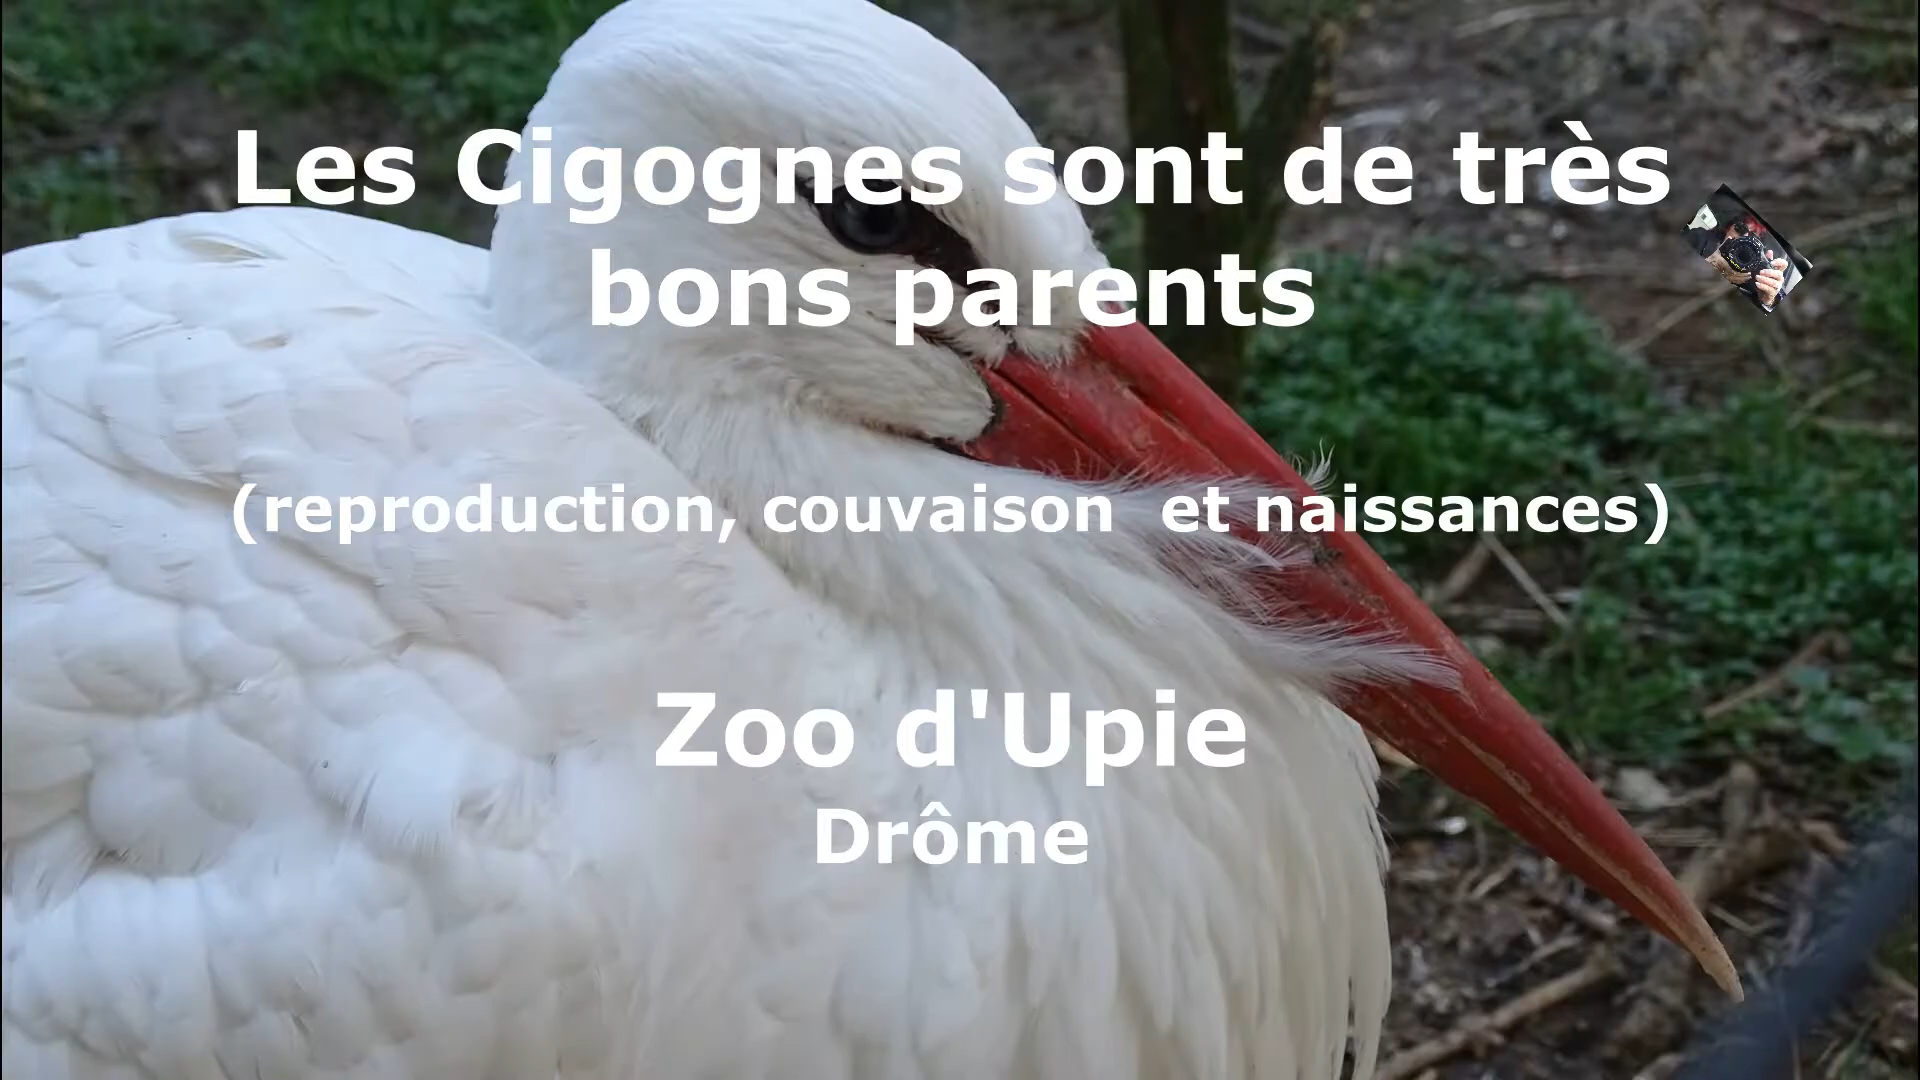 Les Cigognes sont de très
bons parents
(reproduction, couvaison  et naissances)
Zoo d'Upie
Drôme